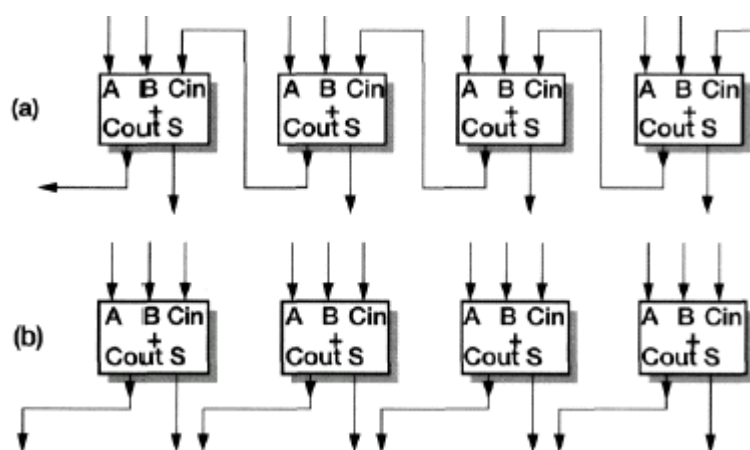 A B Cin A B Cin A B Cin A B Cin
(a) + + + +
Cout S Cout S Cout S Cout S
A B Cin A B Cin A B Cin A B Cin
(b) + + + +
Cout S Cout S Cout S Cout S